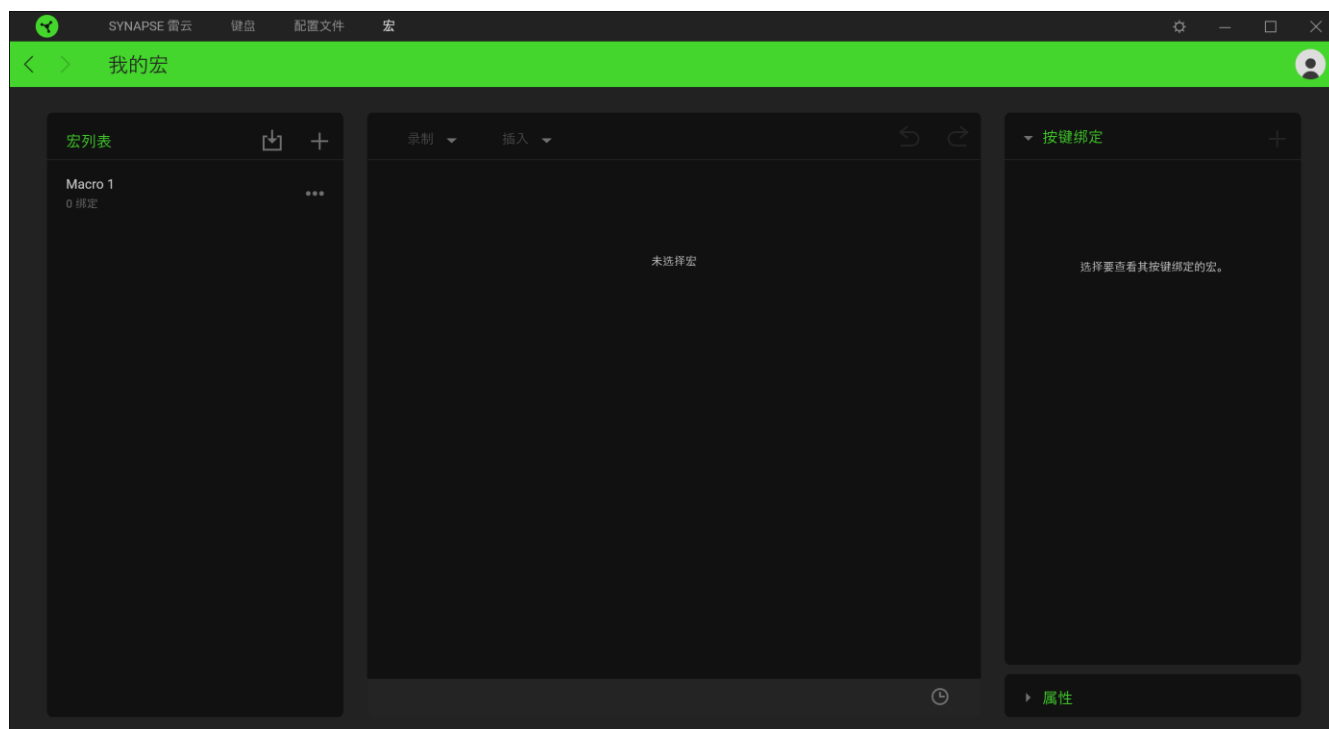 SYNAPSE 雷云 键盘 配置文件 宏
我的宏
宏列表
Macro 1
0 绑定
录制 插入
未选择宏
按键绑定
选择要查看其按键绑定的宏。
属性